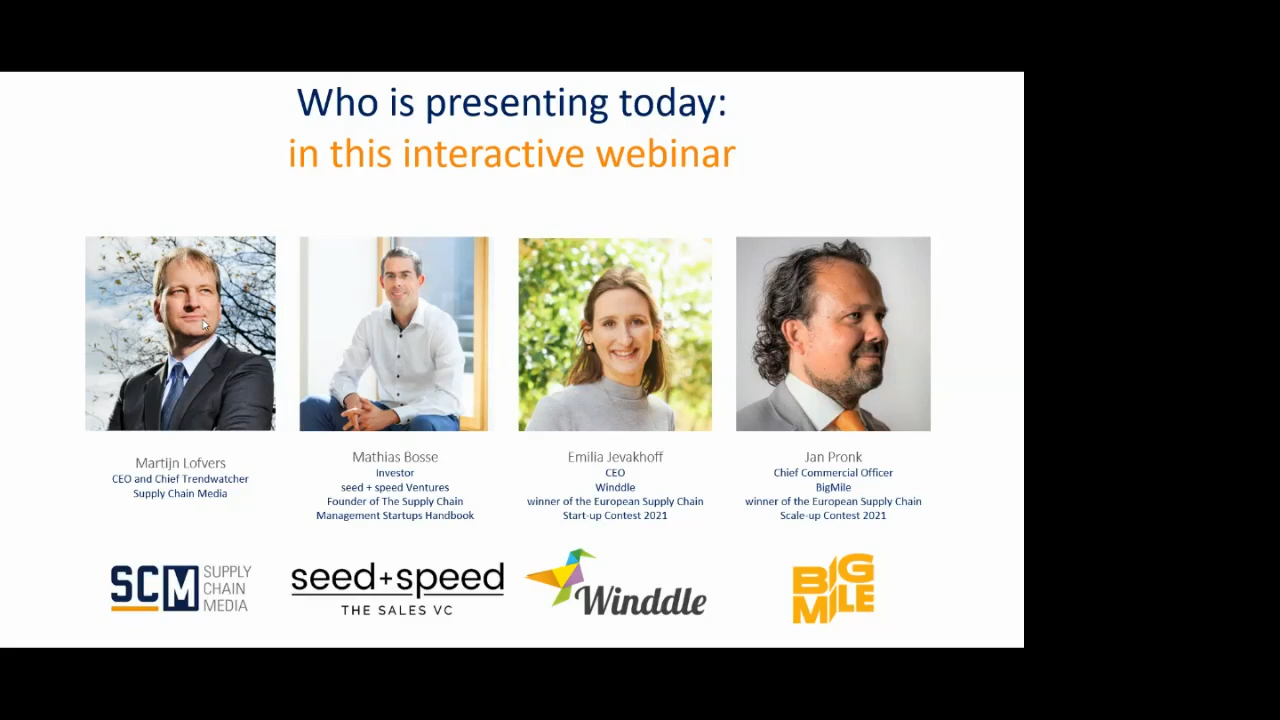 Who is presenting today:
in this interactive webinar
Martijn Lofvers
CEO and Chief Trendwatcher
Supply Chain Media
Mathias Bosse
Investor
seed + speed Ventures
Founder of The Supply Chain
Management Startups Handbook
Emilia Jevakhoff
CEO
Winddle
winner of the European Supply Chain
Start-up Contest 2021
Jan Pronk
Chief Commercial Officer
BigMile
winner of the European Supply Chain
Scale-up Contest 2021
SCM
SUPPLY
CHAIN
MEDIA
seed+speed
THE SALES VC
Winddle
BIG
MILE